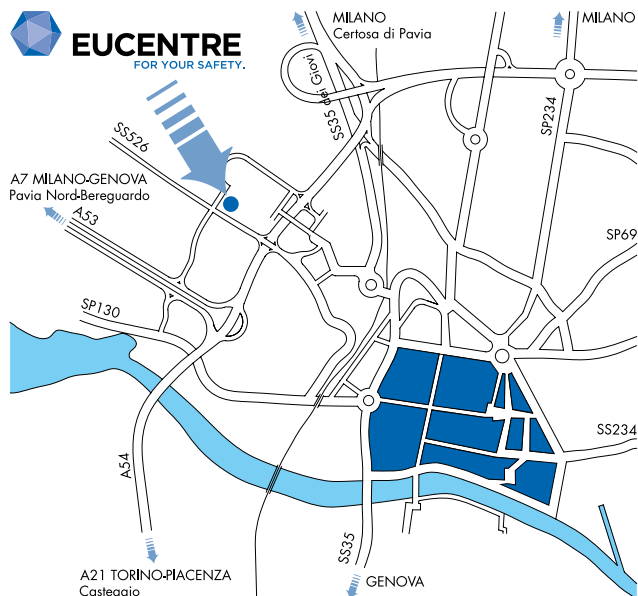 EUCENTRE
FOR YOUR SAFETY.
MILANO
Certosa di Pavia
MILANO
SS35 dei Giovi
SP234
SS526
A7 MILANO-GENOVA
Pavia Nord-Bereguardo
A53
SP69
SP130
SS234
A54
SS35
A21 TORINO-PIACENZA
Casteggio
GENOVA